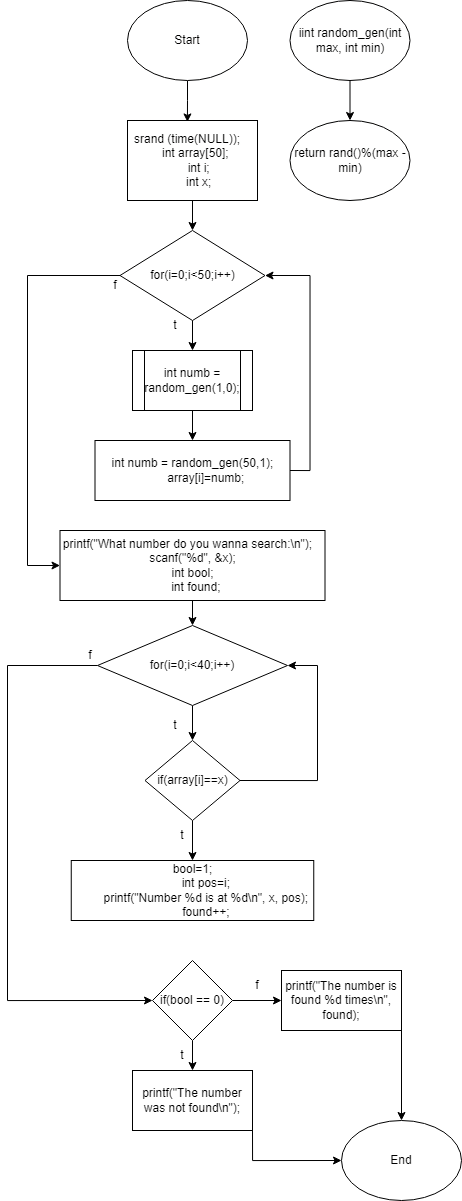 Start
iint random_gen(int
max, int min)
return rand()%(max -
min)
srand (time(NULL));
int array[50];
int i;
int x;
for(i=0;i<50;i++)
f
t
int numb =
random_gen(1,0);
int numb = random_gen(50,1);
array[i]=numb;
printf("What number do you wanna search:\n");
scanf("%d", &x);
int bool;
int found;
f
for(i=0;i<40;i++)
t
if(array[i]==x)
t
bool=1;
int pos=i;
printf("Number %d is at %d\n", x, pos);
found++;
if(bool == 0)
f
printf("The number is
found %d times\n",
found);
t
printf("The number
was not found\n");
End